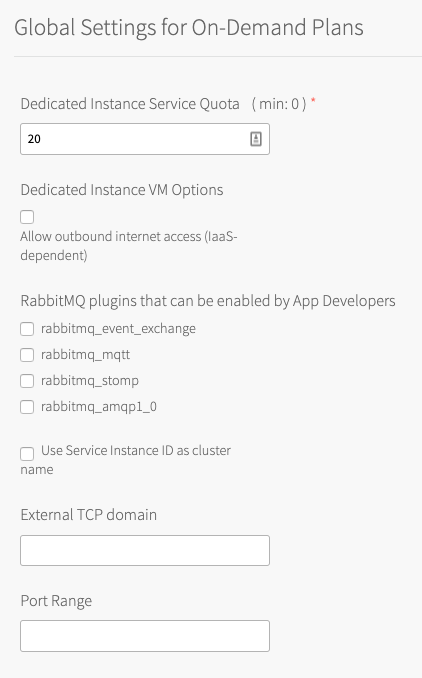 Global Settings for On-Demand Plans
Dedicated Instance Service Quota ( min: 0 ) *
20
Dedicated Instance VM Options
Allow outbound internet access (IaaS-
dependent)
RabbitMQ plugins that can be enabled by App Developers
rabbitmq_event_exchange
rabbitmq_mqtt
rabbitmq_stomp
rabbitmq_amqp1_0
Use Service Instance ID as cluster
name
External TCP domain
Port Range